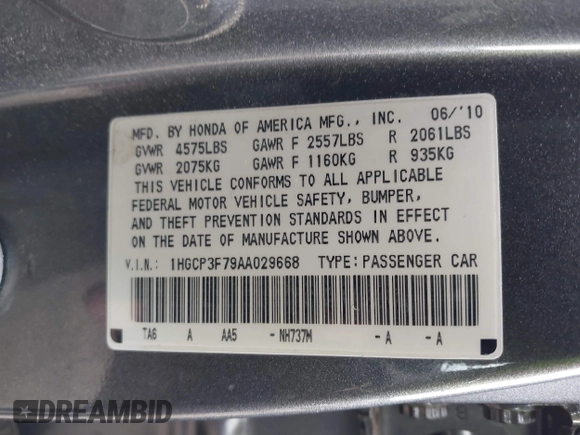 MFD. BY HONDA OF AMERICA MFG., INC. 06/'10
GVWR 4575LBS GAWR F 2557LBS R 2061LBS
GVWR 2075KG GAWR F 1160KG R 935KG
THIS VEHICLE CONFORMS TO ALL APPLICABLE
FEDERAL MOTOR VEHICLE SAFETY, BUMPER,
AND THEFT PREVENTION STANDARDS IN EFFECT
ON THE DATE OF MANUFACTURE SHOWN ABOVE.
V.I.N.: 1HGCP3F79AA029668 TYPE: PASSENGER CAR
TA6 A AA5 - NH737M - A - A
DREAMBID